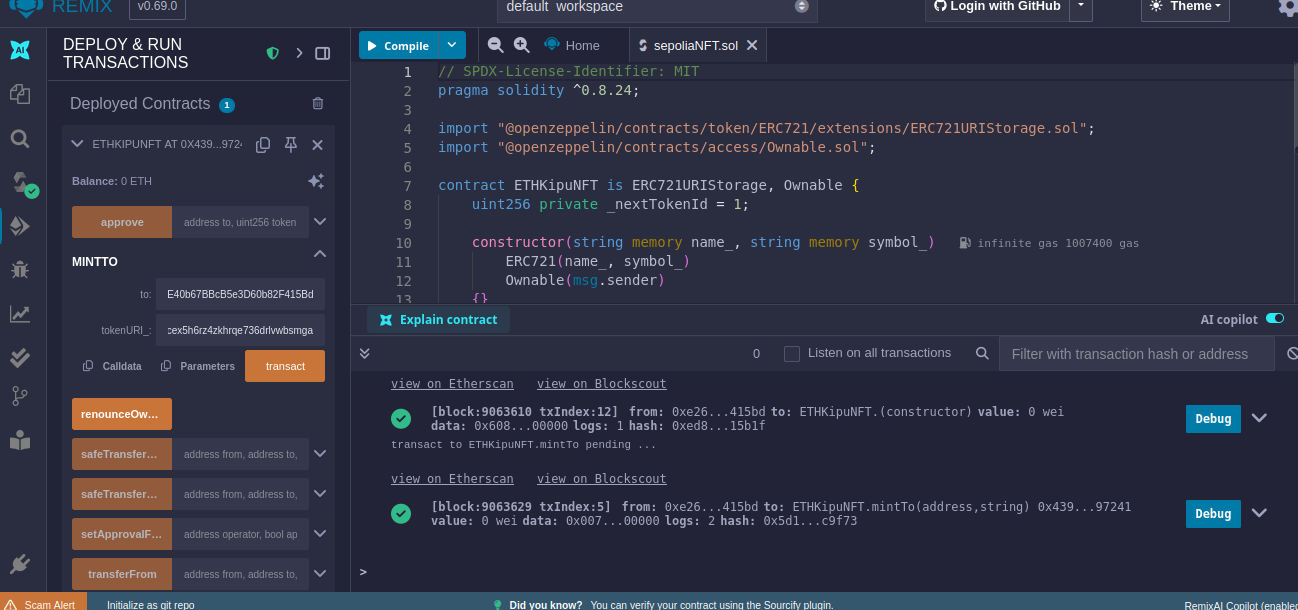 REMIX
v0.69.0
default_workspace
Login with GitHub
Theme
AI
DEPLOY & RUN
TRANSACTIONS
Deployed Contracts 1
ETHKIPUNFT AT 0X439...9724
Balance: 0 ETH
approve address to, uint256 token
MINTTO
to: E40b67BBcB5e3D60b82F415Bd
tokenURI_: cex5h6rz4zkhrqe736drlvwbsmga
Calldata Parameters transact
renounceOw...
safeTransfer... address from, address to,
safeTransfer... address from, address to,
setApprovalF... address operator, bool ap
transferFrom address from, address to,
Compile
Home
sepoliaNFT.sol
1 // SPDX-License-Identifier: MIT
2 pragma solidity ^0.8.24;
3
4 import "@openzeppelin/contracts/token/ERC721/extensions/ERC721URIStorage.sol";
5 import "@openzeppelin/contracts/access/Ownable.sol";
6
7 contract ETHKipuNFT is ERC721URIStorage, Ownable {
8 uint256 private _nextTokenId = 1;
9
10 constructor(string memory name_, string memory symbol_) infinite gas 1007400 gas
11 ERC721(name_, symbol_)
12 Ownable(msg.sender)
13 {}
Explain contract
AI copilot
0 Listen on all transactions
Filter with transaction hash or address
view on Etherscan view on Blockscout
[block:9063610 txIndex:12] from: 0xe26...415bd to: ETHKipuNFT.(constructor) value: 0 wei
data: 0x608...00000 logs: 1 hash: 0xed8...15b1f
Debug
transact to ETHKipuNFT.mintTo pending ...
view on Etherscan view on Blockscout
[block:9063629 txIndex:5] from: 0xe26...415bd to: ETHKipuNFT.mintTo(address,string) 0x439...97241
value: 0 wei data: 0x007...00000 logs: 2 hash: 0x5d1...c9f73
Debug
>
Scam Alert
Initialize as git repo
Did you know? You can verify your contract using the Sourcify plugin.
RemixAI Copilot (enabled